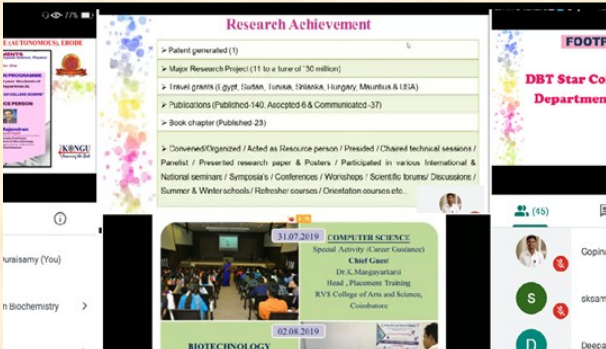 77%
E (AUTONOMOUS), ERODE
KONGU
Duraisamy (You)
n Biochemistry
Research Achievement
➢ Patent generated (1)
➢ Major Research Project (11 to a tune of `30 million)
➢ Travel grants (Egypt, Sudan, Tunisia, Srilanka, Hungary, Mauritius & USA)
➢ Publications (Published-140, Accepted-6 & Communicated -37)
➢ Book chapter (Published-23)
➢ Convened/Organized / Acted as Resource person / Presided / Chaired technical sessions /
Panelist / Presented research paper & Posters / Participated in various International &
National seminars / Symposia's / Conferences / Workshops / Scientific forums/ Discussions /
Summer & Winter schools / Refresher courses / Orientation courses etc.,
31.07.2019 COMPUTER SCIENCE
Special Activity (Career Guidance)
Chief Guest
Dr.K.Mangayarkarsi
Head , Placement Training
RVS College of Arts and Science,
Coimbatore
02.08.2019
BIOTECHNOLOGY
FOOTP
DBT Star Co
Departmen
(45)
Gopina
S
sksam
D
Deepa